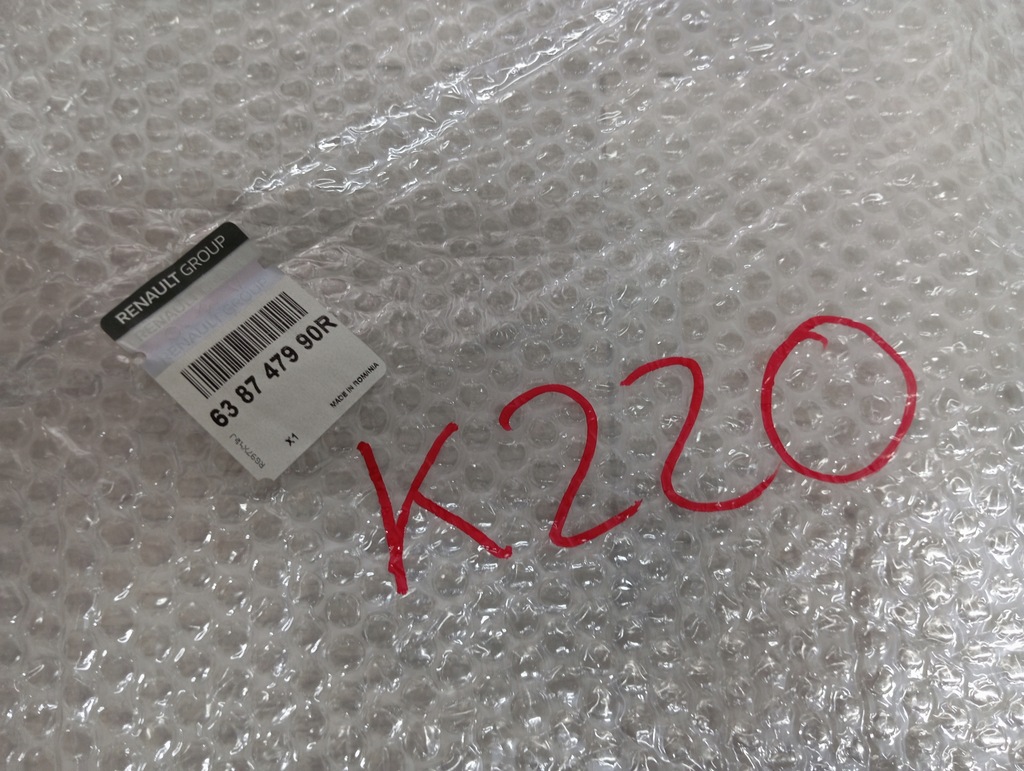 RENAULT GROUP
63 87 479 90R
MADE IN ROMANIA
X1
K220